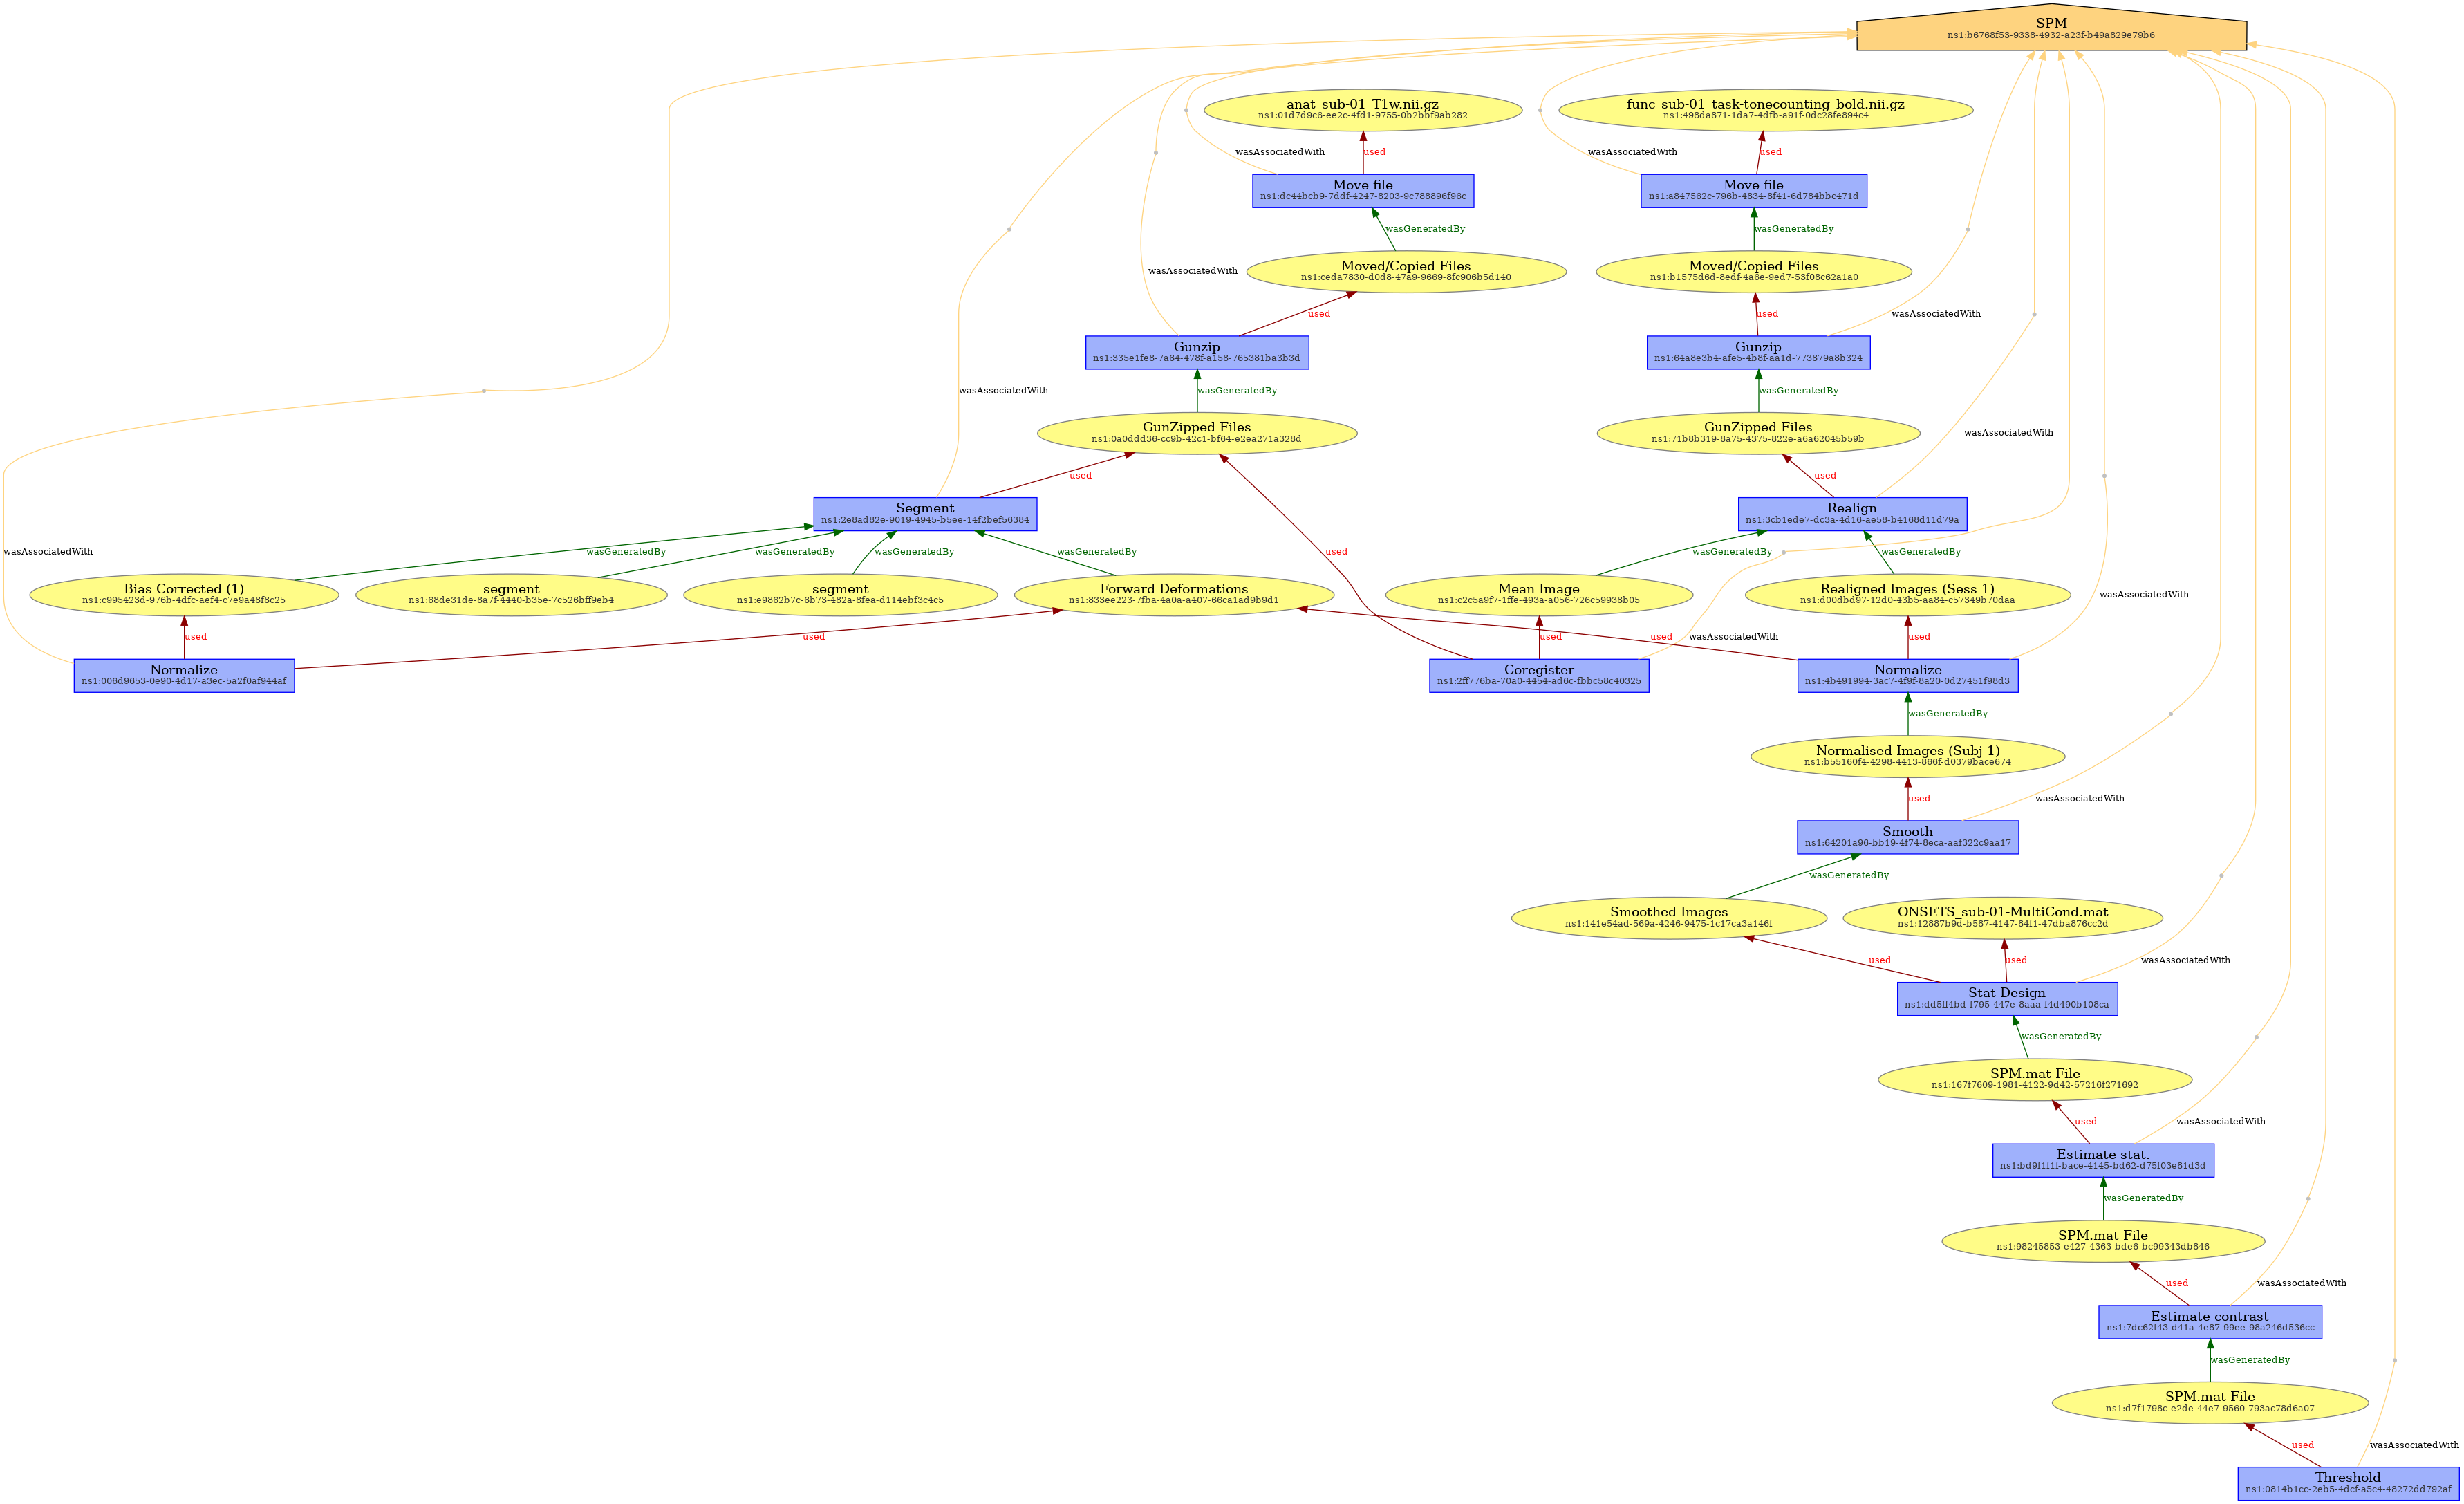 SPM
ns1:b6768f53-9338-4932-a23f-b49a829e79b6
anat_sub-01_T1w.nii.gz
ns1:01d7d9c6-ee2c-4fd1-9755-0b2bbf9ab282
func_sub-01_task-tonecounting_bold.nii.gz
ns1:498da871-1da7-4dfb-a91f-0dc28fe894c4
wasAssociatedWith
used
wasAssociatedWith
used
Move file
ns1:dc44bcb9-7ddf-4247-8203-9c788896f96c
Move file
ns1:a847562c-796b-4834-8f41-6d784bbc471d
wasGeneratedBy
wasGeneratedBy
wasAssociatedWith
Moved/Copied Files
ns1:ceda7830-d0d8-47a9-9669-8fc906b5d140
Moved/Copied Files
ns1:b1575d6d-8edf-4a6e-9ed7-53f08c62a1a0
used
used
wasAssociatedWith
Gunzip
ns1:335e1fe8-7a64-478f-a158-765381ba3b3d
Gunzip
ns1:64a8e3b4-afe5-4b8f-aa1d-773879a8b324
wasAssociatedWith
wasGeneratedBy
wasGeneratedBy
GunZipped Files
ns1:0a0ddd36-cc9b-42c1-bf64-e2ea271a328d
GunZipped Files
ns1:71b8b319-8a75-4375-822e-a6a62045b59b
wasAssociatedWith
used
used
Segment
ns1:2e8ad82e-9019-4945-b5ee-14f2bef56384
Realign
ns1:3cb1ede7-dc3a-4d16-ae58-b4168d11d79a
wasAssociatedWith
wasGeneratedBy
wasGeneratedBy
wasGeneratedBy
wasGeneratedBy
used
wasGeneratedBy
wasGeneratedBy
Bias Corrected (1)
ns1:c995423d-976b-4dfc-aef4-c7e9a48f8c25
segment
ns1:68de31de-8a7f-4440-b35e-7c526bff9eb4
segment
ns1:e9862b7c-6b73-482a-8fea-d114ebf3c4c5
Forward Deformations
ns1:833ee223-7fba-4a0a-a407-66ca1ad9b9d1
Mean Image
ns1:c2c5a9f7-1ffe-493a-a056-726c59938b05
Realigned Images (Sess 1)
ns1:d00dbd97-12d0-43b5-aa84-c57349b70daa
wasAssociatedWith
used
used
used
used
wasAssociatedWith
used
Normalize
ns1:006d9653-0e90-4d17-a3ec-5a2f0af944af
Coregister
ns1:2ff776ba-70a0-4454-ad6c-fbbc58c40325
Normalize
ns1:4b491994-3ac7-4f9f-8a20-0d27451f98d3
wasGeneratedBy
Normalised Images (Subj 1)
ns1:b55160f4-4298-4413-866f-d0379bace674
used
wasAssociatedWith
Smooth
ns1:64201a96-bb19-4f74-8eca-aaf322c9aa17
wasGeneratedBy
Smoothed Images
ns1:141e54ad-569a-4246-9475-1c17ca3a146f
ONSETS_sub-01-MultiCond.mat
ns1:12887b9d-b587-4147-84f1-47dba876cc2d
used
used
wasAssociatedWith
Stat Design
ns1:dd5ff4bd-f795-447e-8aaa-f4d490b108ca
wasGeneratedBy
SPM.mat File
ns1:167f7609-1981-4122-9d42-57216f271692
used
wasAssociatedWith
Estimate stat.
ns1:bd9f1f1f-bace-4145-bd62-d75f03e81d3d
wasGeneratedBy
SPM.mat File
ns1:98245853-e427-4363-bde6-bc99343db846
used
wasAssociatedWith
Estimate contrast
ns1:7dc62f43-d41a-4e87-99ee-98a246d536cc
wasGeneratedBy
SPM.mat File
ns1:d7f1798c-e2de-44e7-9560-793ac78d6a07
used
wasAssociatedWith
Threshold
ns1:0814b1cc-2eb5-4dcf-a5c4-48272dd792af